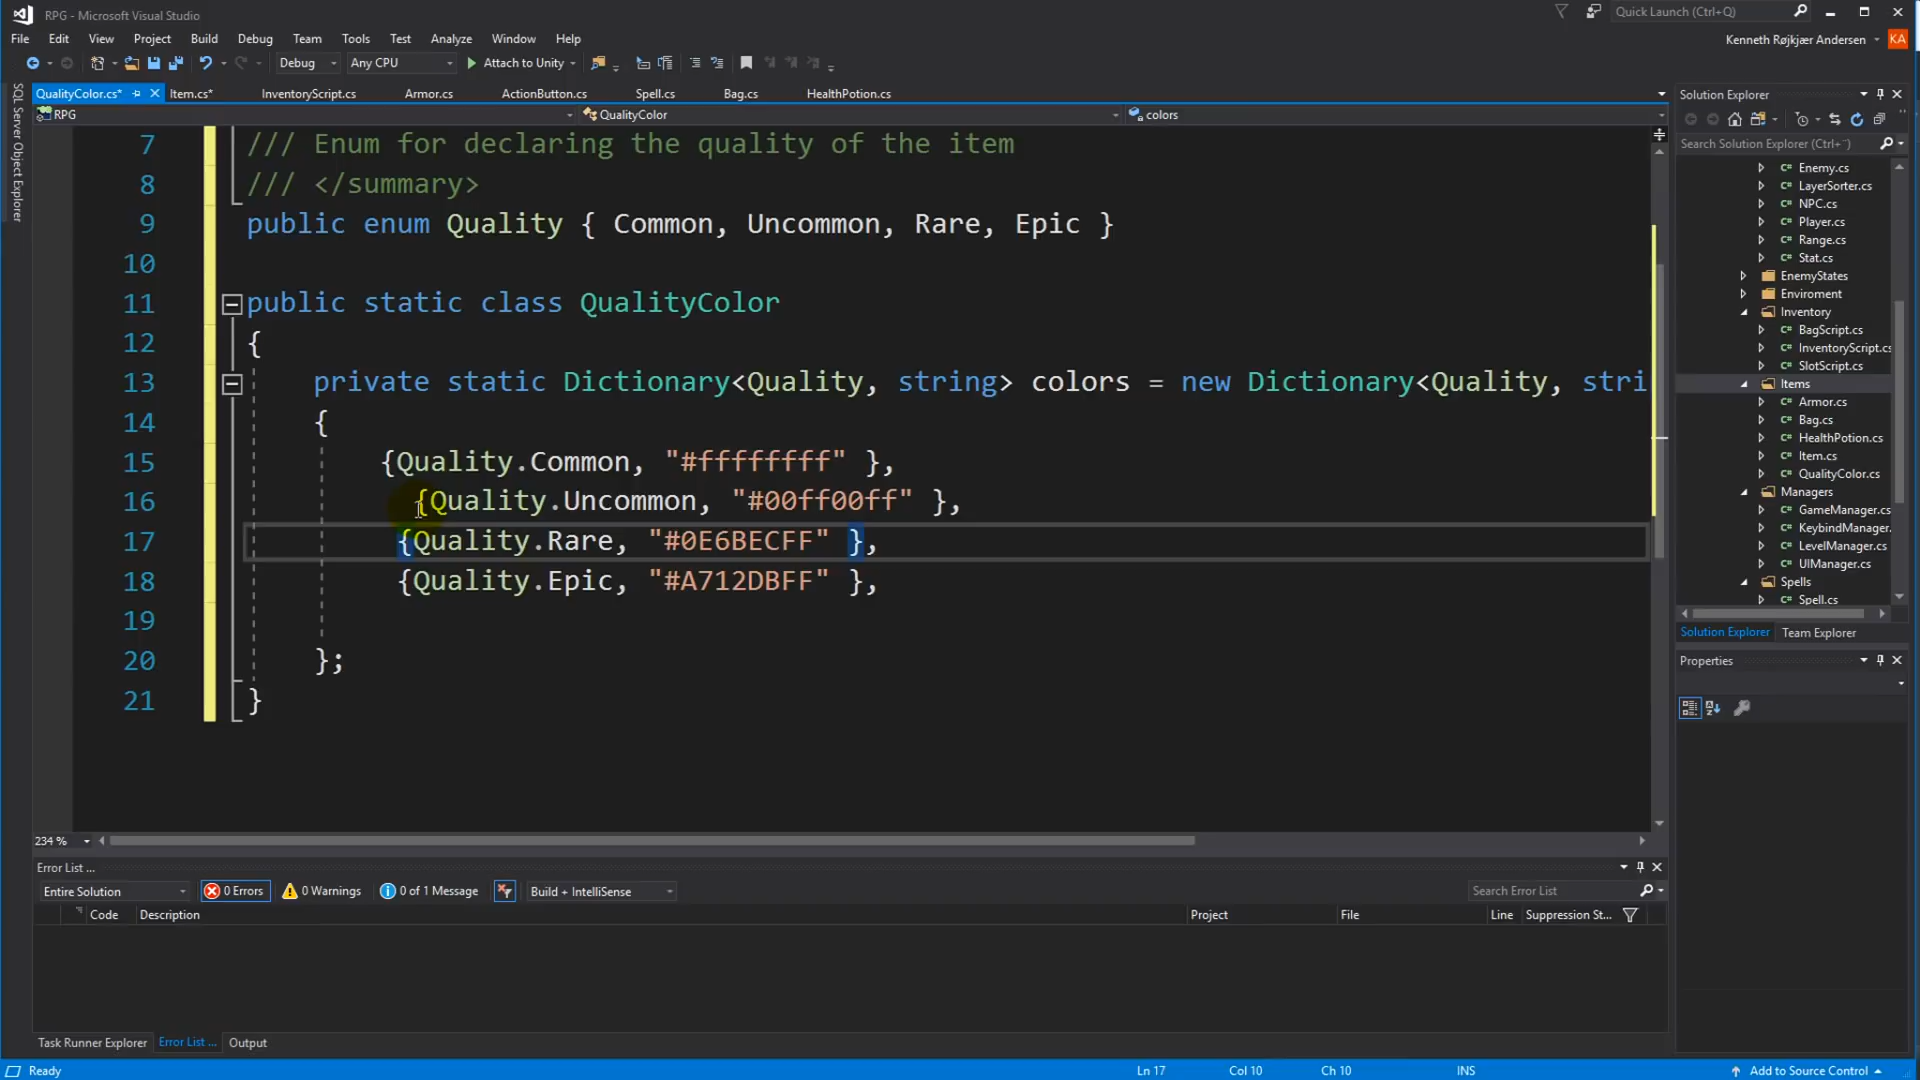 RPG - Microsoft Visual Studio
Quick Launch (Ctrl+Q)
File Edit View Project Build Debug Team Tools Test Analyze Window Help
Kenneth Røjkjær Andersen KA
Debug Any CPU Attach to Unity
SQL Server Object Explorer
QualityColor.cs* Item.cs* InventoryScript.cs Armor.cs ActionButton.cs Spell.cs Bag.cs HealthPotion.cs
RPG QualityColor colors
7 /// Enum for declaring the quality of the item
8 /// </summary>
9 public enum Quality { Common, Uncommon, Rare, Epic }
10
11 public static class QualityColor
12 {
13 private static Dictionary<Quality, string> colors = new Dictionary<Quality, stri
14 {
15 {Quality.Common, "#ffffffff" },
16 {Quality.Uncommon, "#00ff00ff" },
17 {Quality.Rare, "#0E6BECFF" },
18 {Quality.Epic, "#A712DBFF" },
19
20 };
21 }
234 %
Solution Explorer
Search Solution Explorer (Ctrl+¨)
C# Enemy.cs
C# LayerSorter.cs
C# NPC.cs
C# Player.cs
C# Range.cs
C# Stat.cs
EnemyStates
Enviroment
Inventory
C# BagScript.cs
C# InventoryScript.cs
C# SlotScript.cs
Items
C# Armor.cs
C# Bag.cs
C# HealthPotion.cs
C# Item.cs
C# QualityColor.cs
Managers
C# GameManager.cs
C# KeybindManager.
C# LevelManager.cs
C# UIManager.cs
Spells
C# Spell.cs
Solution Explorer Team Explorer
Properties
Error List ...
Entire Solution 0 Errors 0 Warnings 0 of 1 Message Build + IntelliSense Search Error List
Code Description Project File Line Suppression St...
Task Runner Explorer Error List ... Output
Ready Ln 17 Col 10 Ch 10 INS Add to Source Control